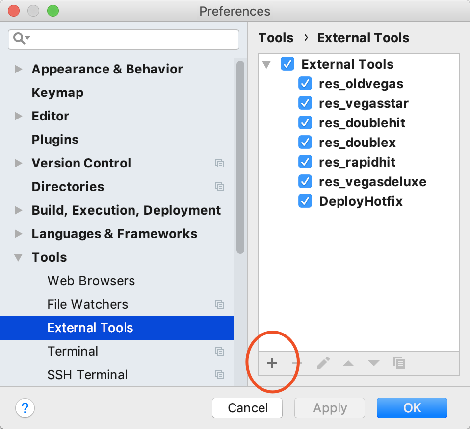 Preferences
Appearance & Behavior
Keymap
Editor
Plugins
Version Control
Directories
Build, Execution, Deployment
Languages & Frameworks
Tools
Web Browsers
File Watchers
External Tools
Terminal
SSH Terminal
Tools › External Tools
External Tools
res_oldvegas
res_vegasstar
res_doublehit
res_doublex
res_rapidhit
res_vegasdeluxe
DeployHotfix
?
Cancel
Apply
OK